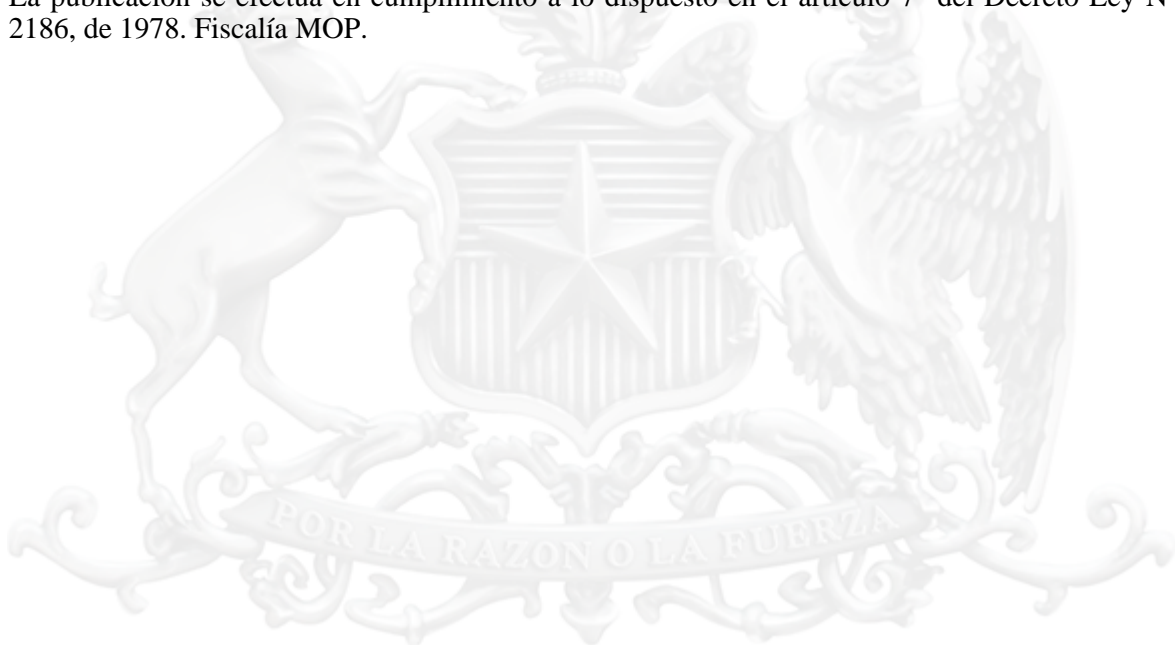 La publicación se efectúa en cumplimiento a lo dispuesto en el artículo 7° del Decreto Ley N°
2186, de 1978. Fiscalía MOP.
POR LA RAZON O LA FUERZA